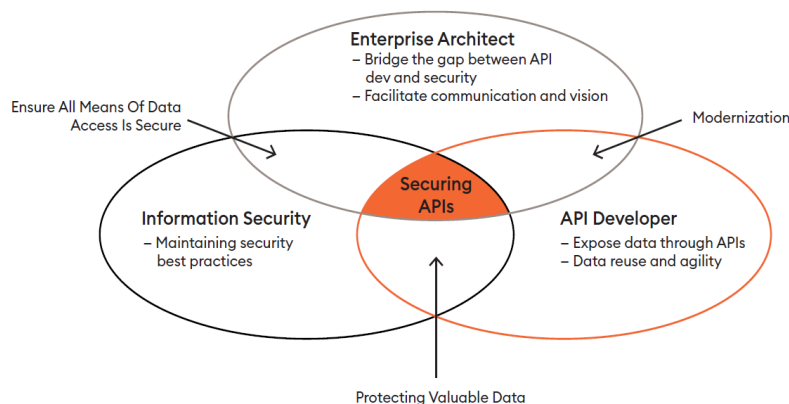 Enterprise Architect
– Bridge the gap between API
dev and security
– Facilitate communication and vision
Ensure All Means Of Data
Access Is Secure
Modernization
Securing
APIs
Information Security
– Maintaining security
best practices
API Developer
– Expose data through APIs
– Data reuse and agility
Protecting Valuable Data